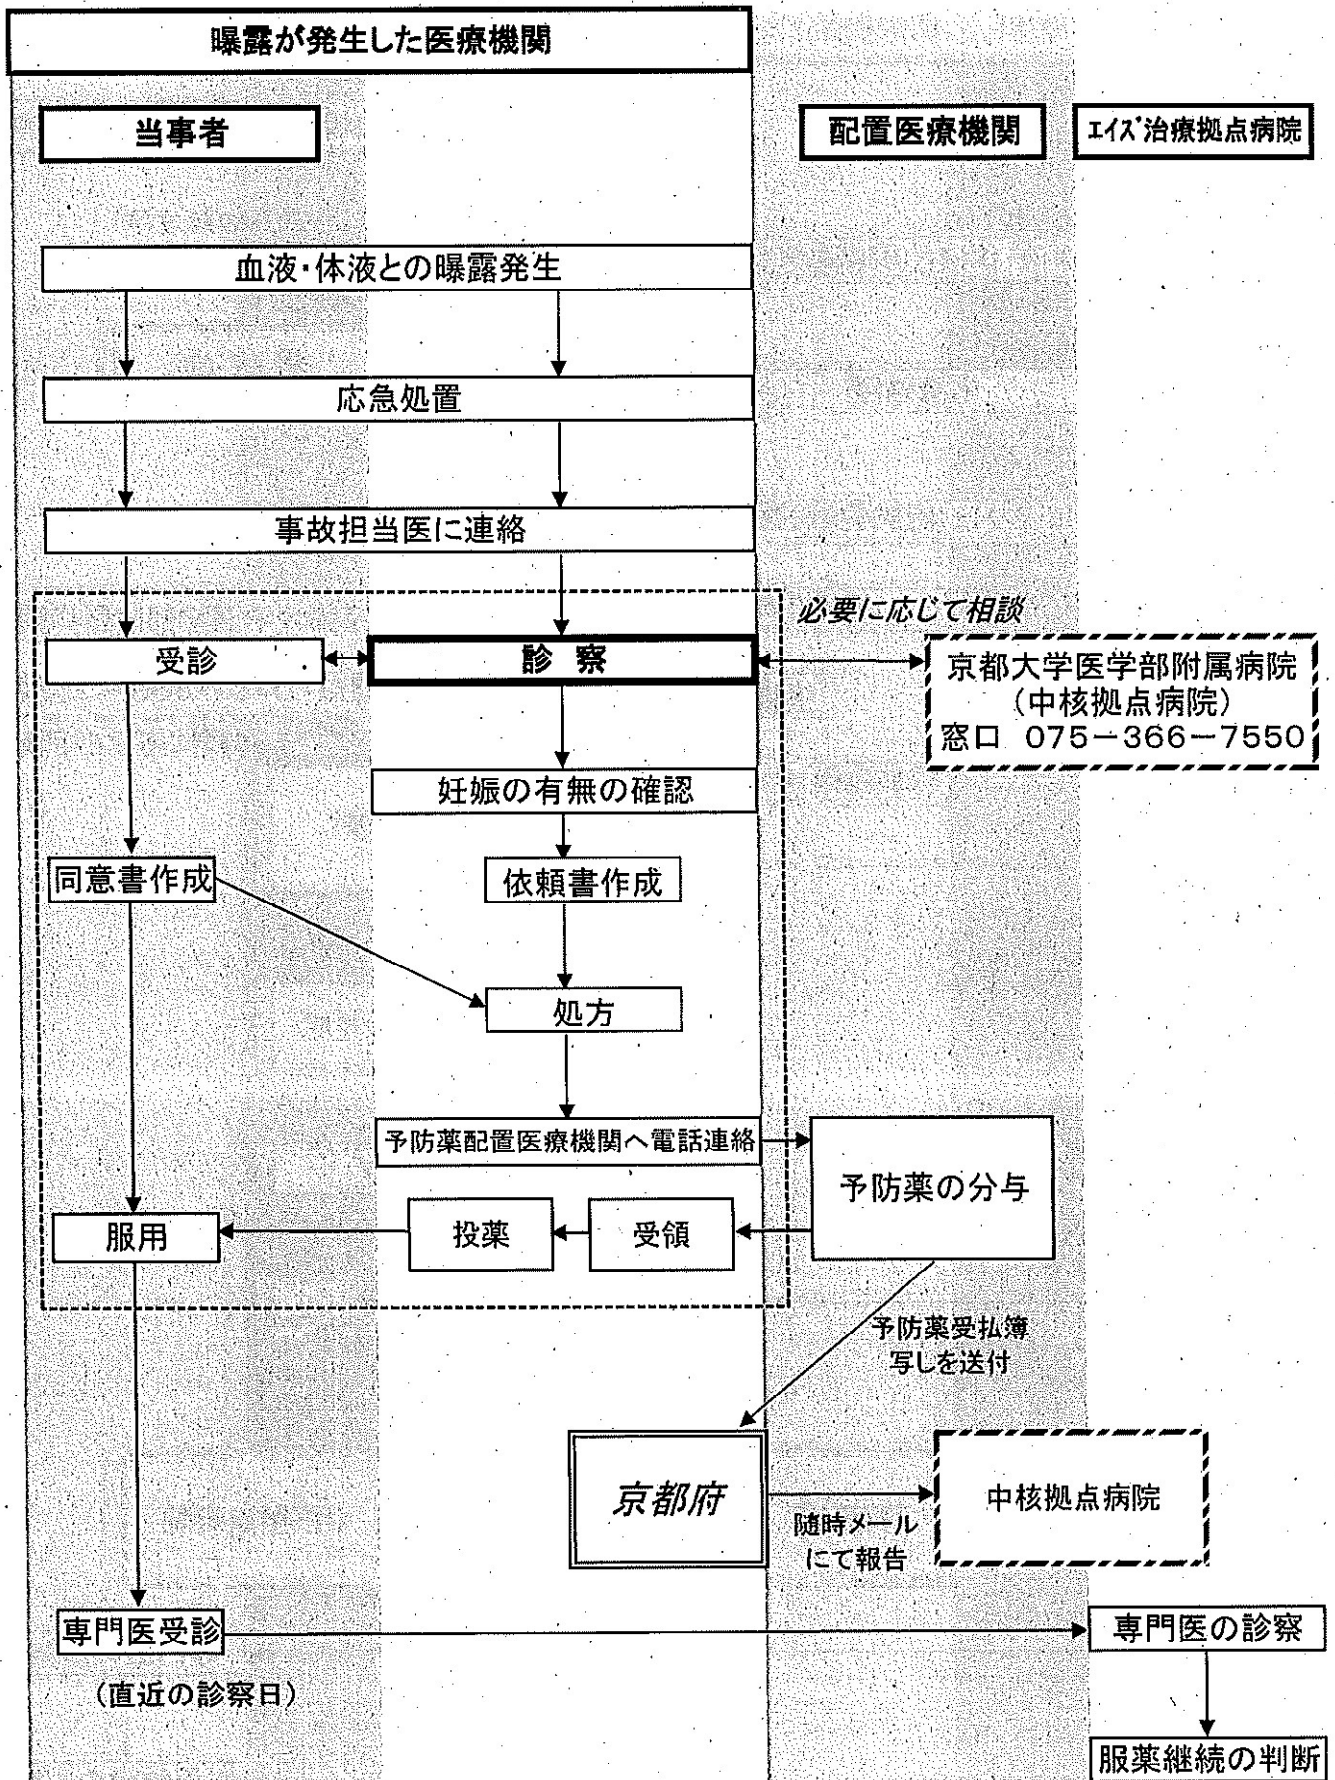 曝露が発生した医療機関
当事者
配置医療機関
エイズ治療拠点病院
血液・体液との曝露発生
応急処置
事故担当医に連絡
必要に応じて相談
受診
診察
京都大学医学部附属病院
(中核拠点病院)
窓口 075-366-7550
妊娠の有無の確認
同意書作成
依頼書作成
処方
予防薬配置医療機関へ電話連絡
予防薬の分与
服用
投薬
受領
予防薬受払簿
写しを送付
京都府
中核拠点病院
随時メール
にて報告
専門医受診
専門医の診察
(直近の診察日)
服薬継続の判断